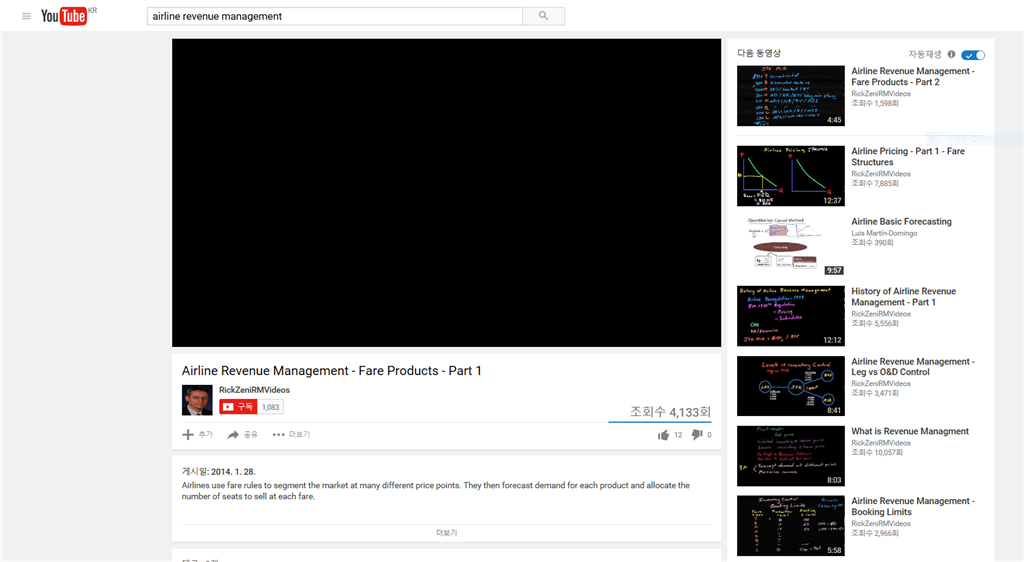 YouTube KR
airline revenue management
다음 동영상
자동재생
Airline Revenue Management -
Fare Products - Part 2
RickZeniRMVideos
조회수 1,598회
4:45
Airline Pricing - Part 1 - Fare
Structures
RickZeniRMVideos
조회수 7,885회
12:37
Airline Basic Forecasting
Luis Martín-Domingo
조회수 390회
9:57
History of Airline Revenue
Management - Part 1
RickZeniRMVideos
조회수 5,556회
12:12
Airline Revenue Management -
Leg vs O&D Control
RickZeniRMVideos
조회수 3,471회
8:41
What is Revenue Managment
RickZeniRMVideos
조회수 10,057회
8:03
Airline Revenue Management -
Booking Limits
RickZeniRMVideos
조회수 2,966회
5:58
Airline Revenue Management - Fare Products - Part 1
RickZeniRMVideos
구독 1,083
조회수 4,133회
추가 공유 더보기
12 0
게시일: 2014. 1. 28.
Airlines use fare rules to segment the market at many different price points. They then forecast demand for each product and allocate the
number of seats to sell at each fare.
더보기